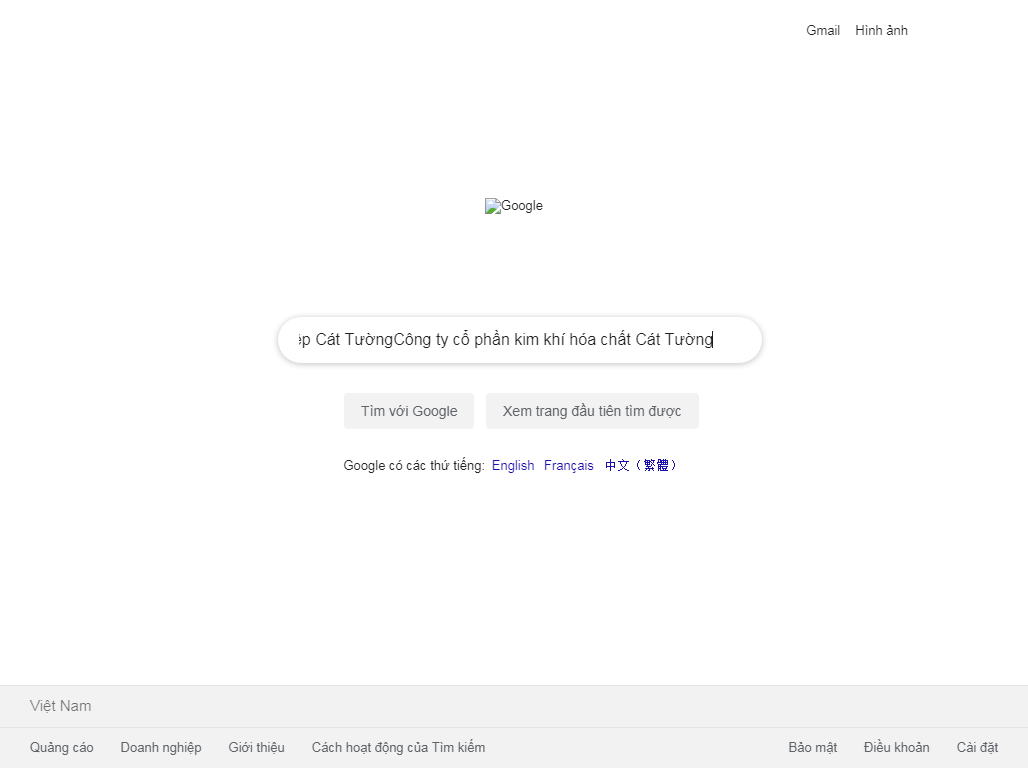 Gmail Hình ảnh
Google
Cát TườngCông ty cổ phần kim khí hóa chất Cát Tường
Tìm với Google Xem trang đầu tiên tìm được
Google có các thứ tiếng: English Français 中文（繁體）
Việt Nam
Quảng cáo Doanh nghiệp Giới thiệu Cách hoạt động của Tìm kiếm Bảo mật Điều khoản Cài đặt